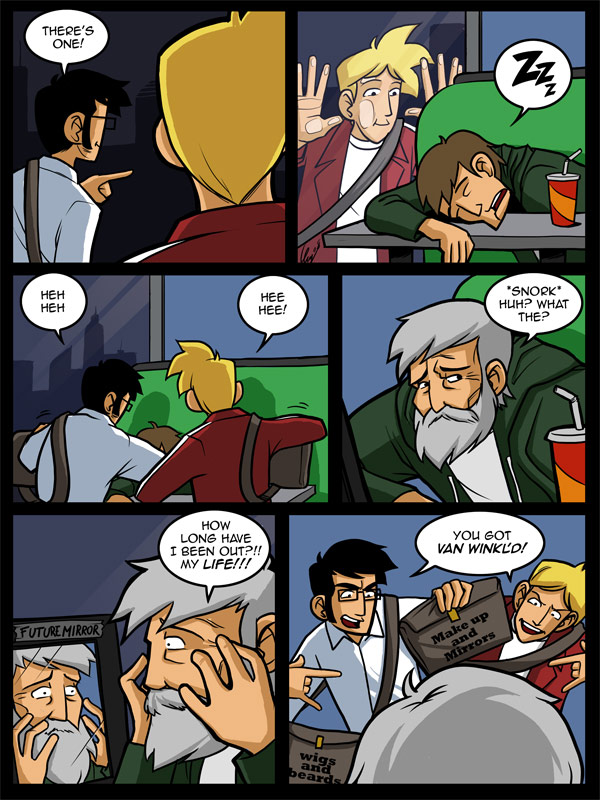 THERE'S
ONE!
ZZZ
HEH
HEH
HEE
HEE!
*SNORK*
HUH? WHAT
THE?
HOW
LONG HAVE
I BEEN OUT?!!
MY LIFE!!!
FUTURE MIRROR
YOU GOT
VAN WINKL'D!
Make up
and
Mirrors
wigs
and
beards